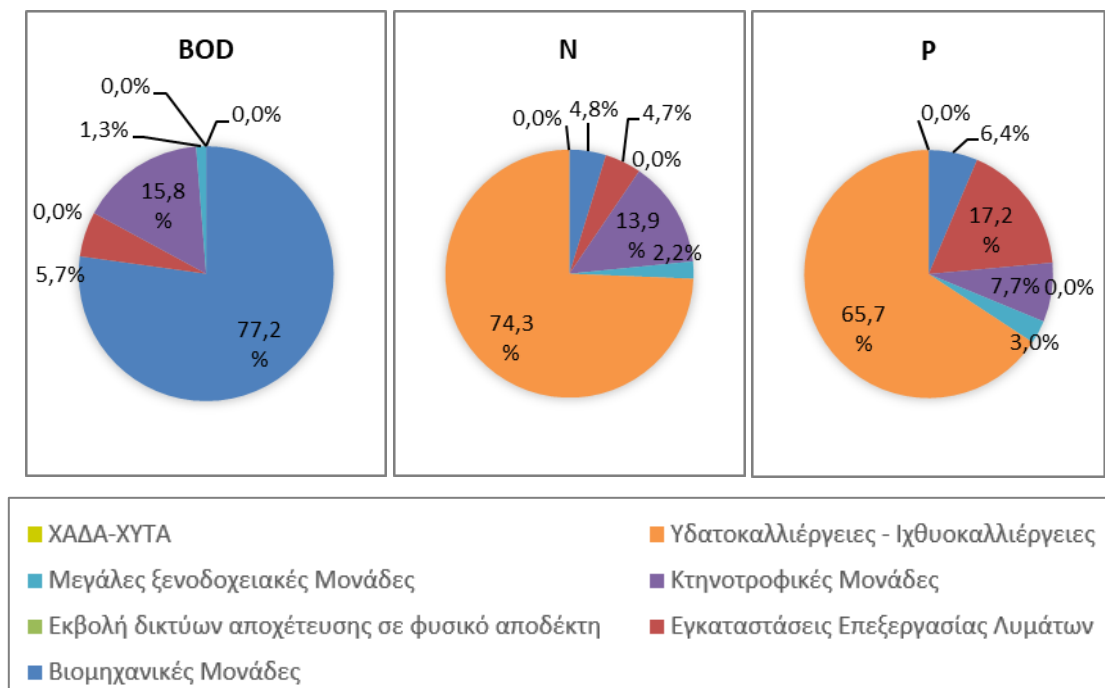 BOD
0,0%
0,0%
1,3%
15,8
%
0,0%
5,7%
77,2
%
N
0,0%
4,8%
4,7%
0,0%
13,9
%
2,2%
74,3
%
P
0,0%
6,4%
17,2
%
7,7%
0,0%
3,0%
65,7
%
ΧΑΔΑ-ΧΥΤΑ
Υδατοκαλλιέργειες - Ιχθυοκαλλιέργειες
Μεγάλες ξενοδοχειακές Μονάδες
Κτηνοτροφικές Μονάδες
Εκβολή δικτύων αποχέτευσης σε φυσικό αποδέκτη
Εγκαταστάσεις Επεξεργασίας Λυμάτων
Βιομηχανικές Μονάδες